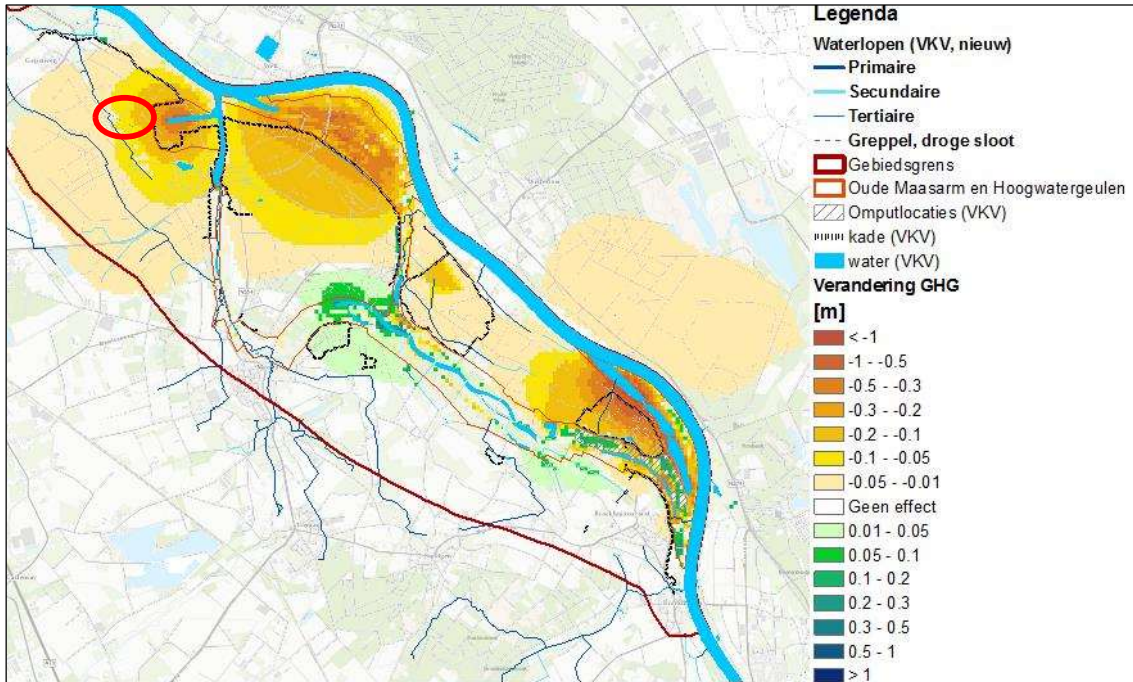 Legenda
Waterlopen (VKV, nieuw)
Primaire
Secundaire
Tertiaire
Greppel, droge sloot
Gebiedsgrens
Oude Maasarm en Hoogwatergeulen
Omputlocaties (VKV)
kade (VKV)
water (VKV)
Verandering GHG
[m]
< -1
-1 - -0.5
-0.5 - -0.3
-0.3 - -0.2
-0.2 - -0.1
-0.1 - -0.05
-0.05 - -0.01
Geen effect
0.01 - 0.05
0.05 - 0.1
0.1 - 0.2
0.2 - 0.3
0.3 - 0.5
0.5 - 1
> 1